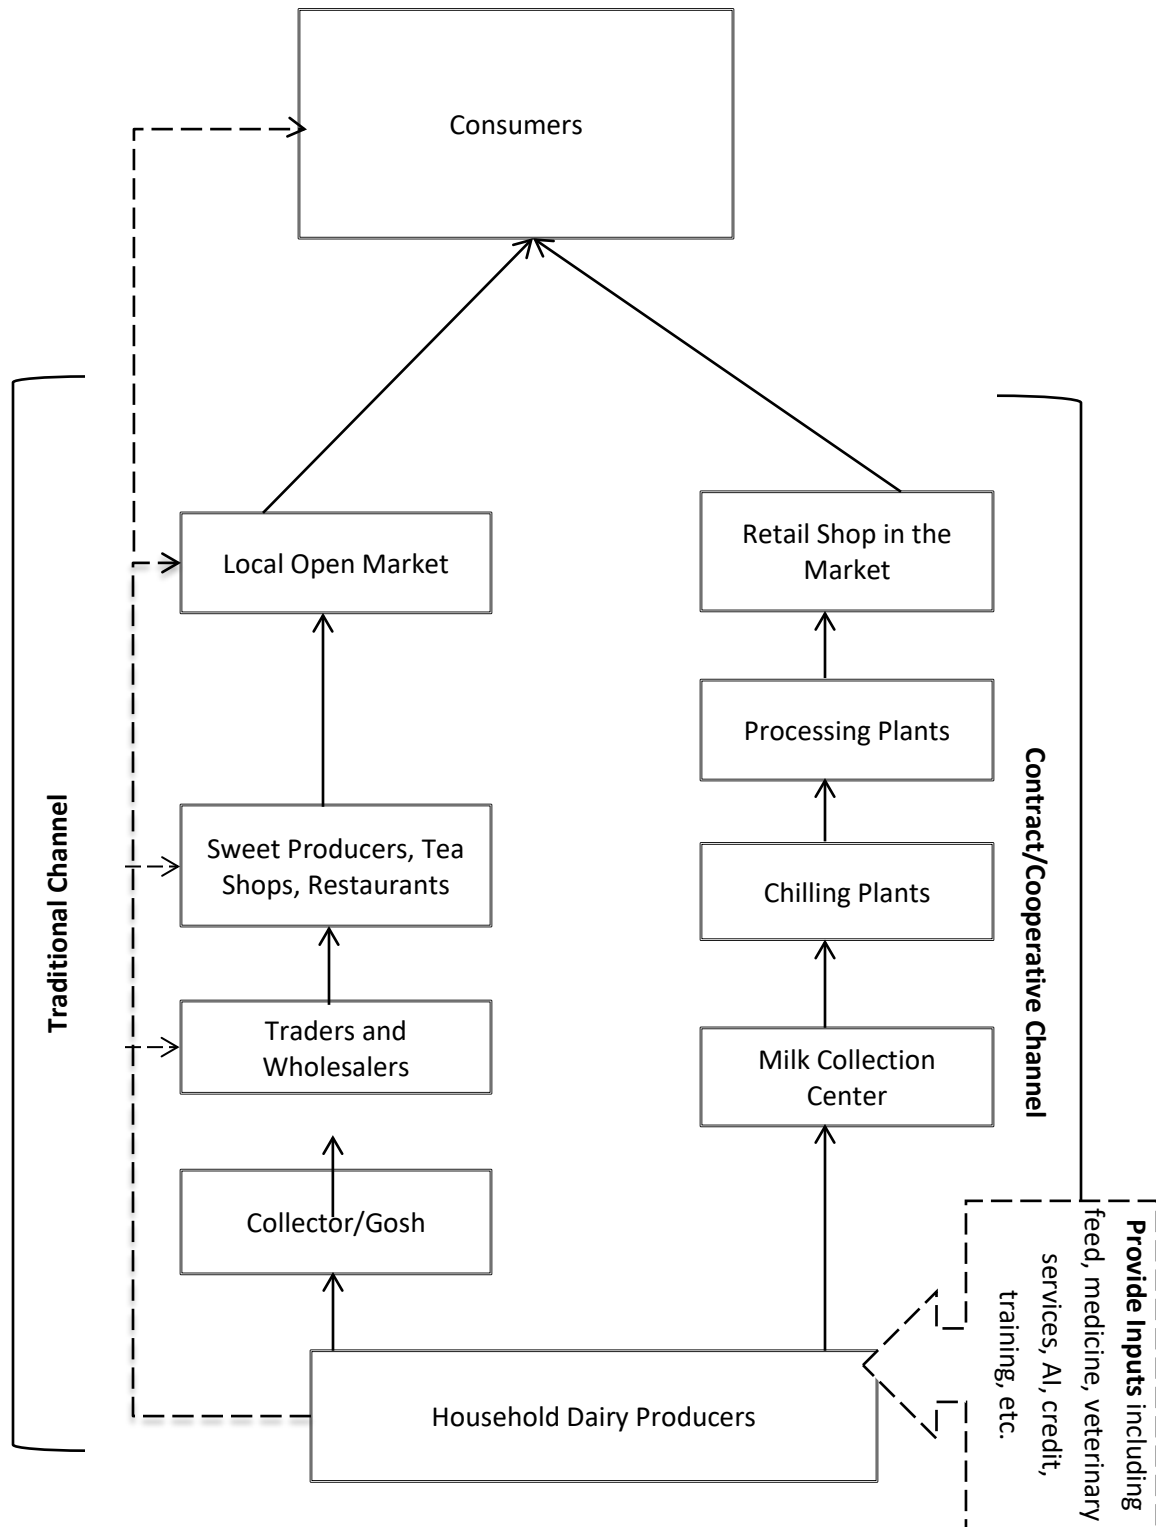 Consumers
Local Open Market
Retail Shop in the
Market
Processing Plants
Sweet Producers, Tea
Shops, Restaurants
Chilling Plants
Traders and
Wholesalers
Milk Collection
Center
Collector/Gosh
Household Dairy Producers
Traditional Channel
Contract/Cooperative Channel
Provide Inputs including
feed, medicine, veterinary
services, AI, credit,
training, etc.